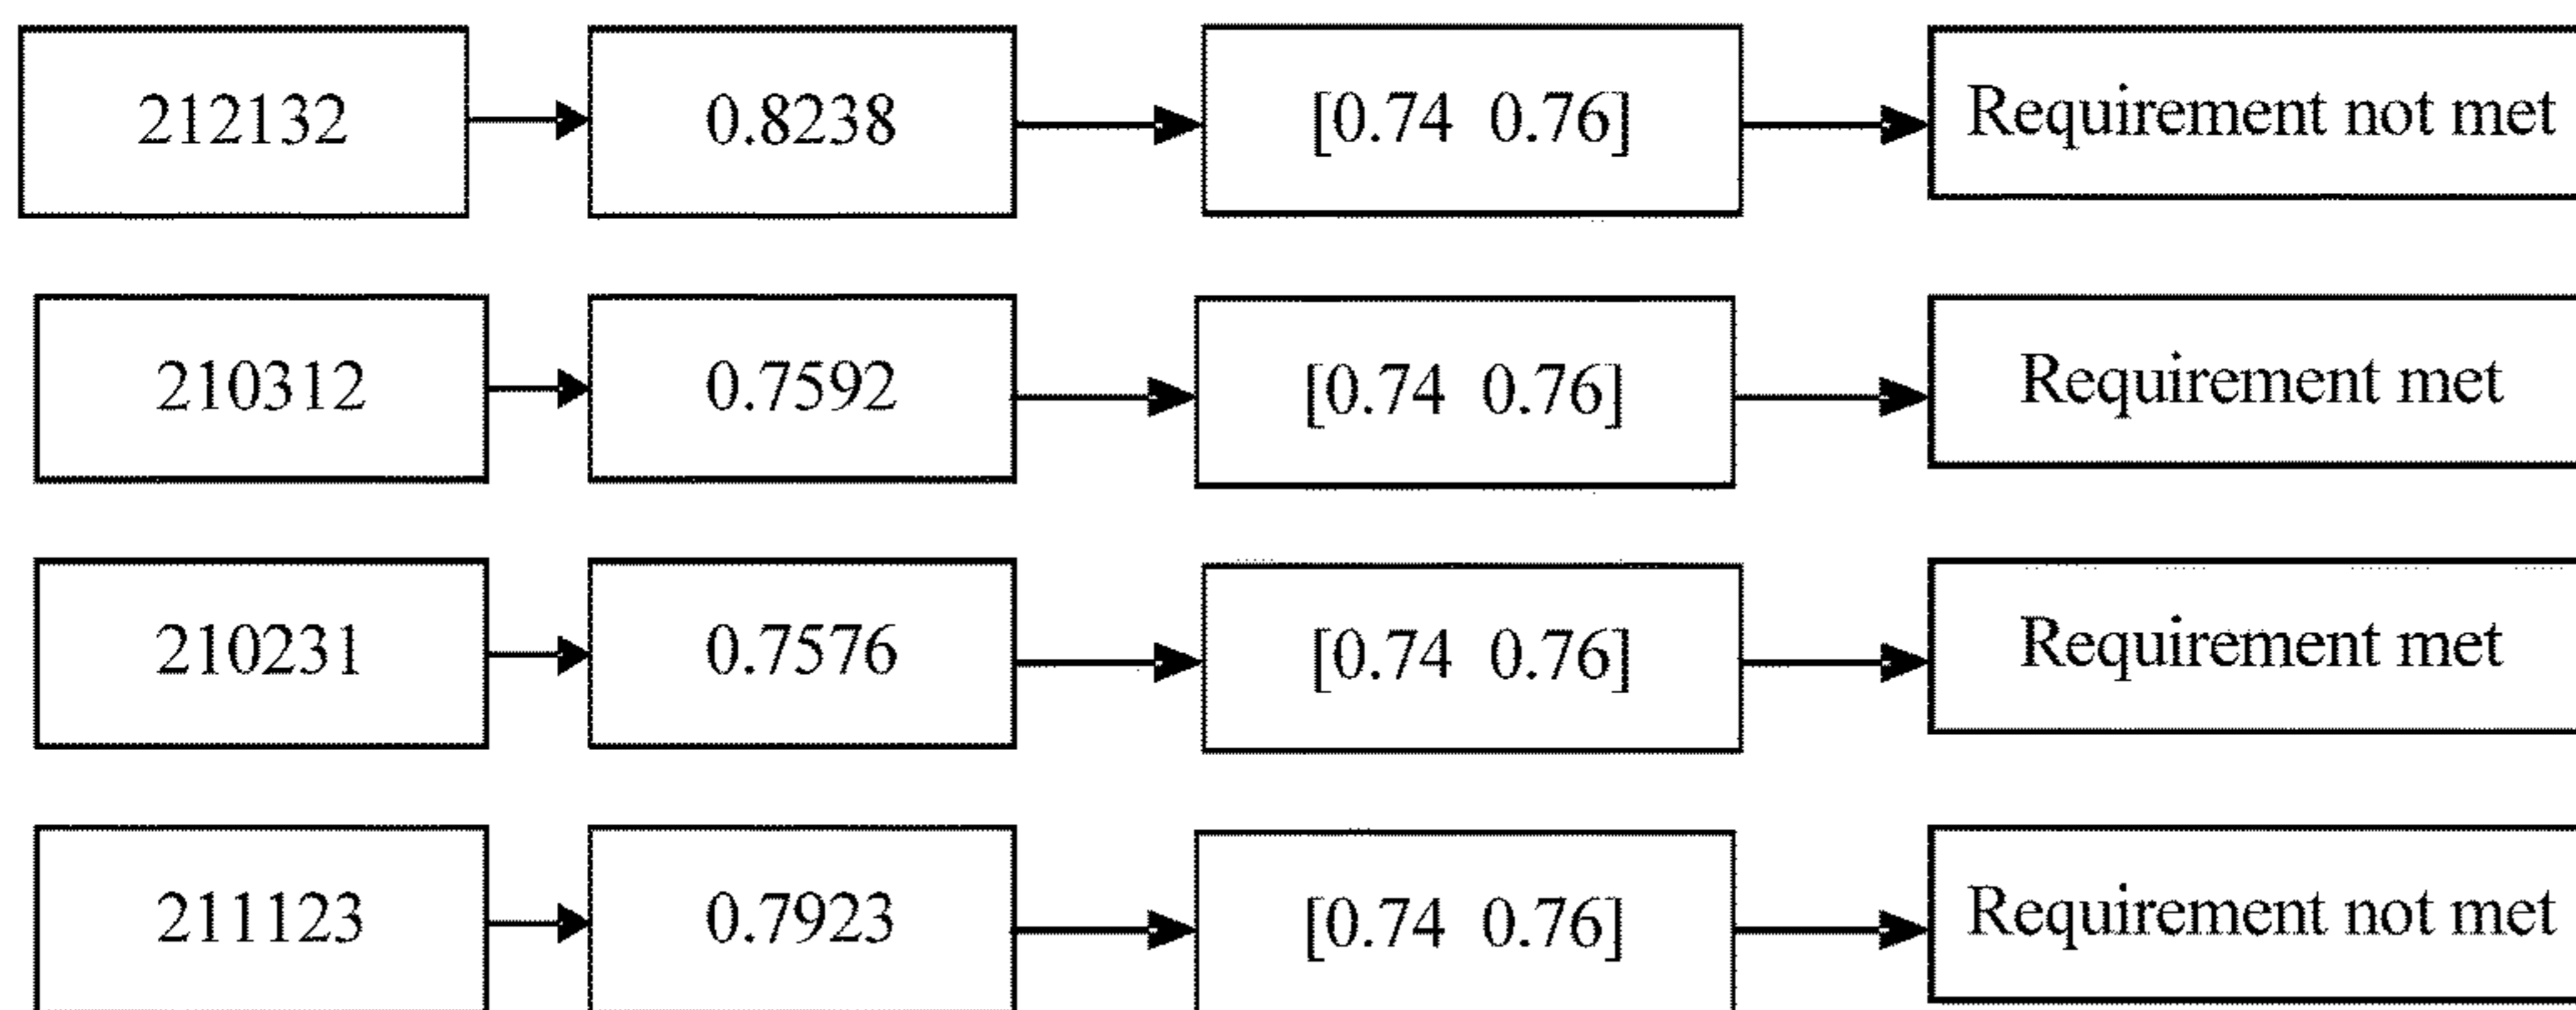 212132 0.8238 [0.74 0.76] Requirement not met
210312 0.7592 [0.74 0.76] Requirement met
210231 0.7576 [0.74 0.76] Requirement met
211123 0.7923 [0.74 0.76] Requirement not met